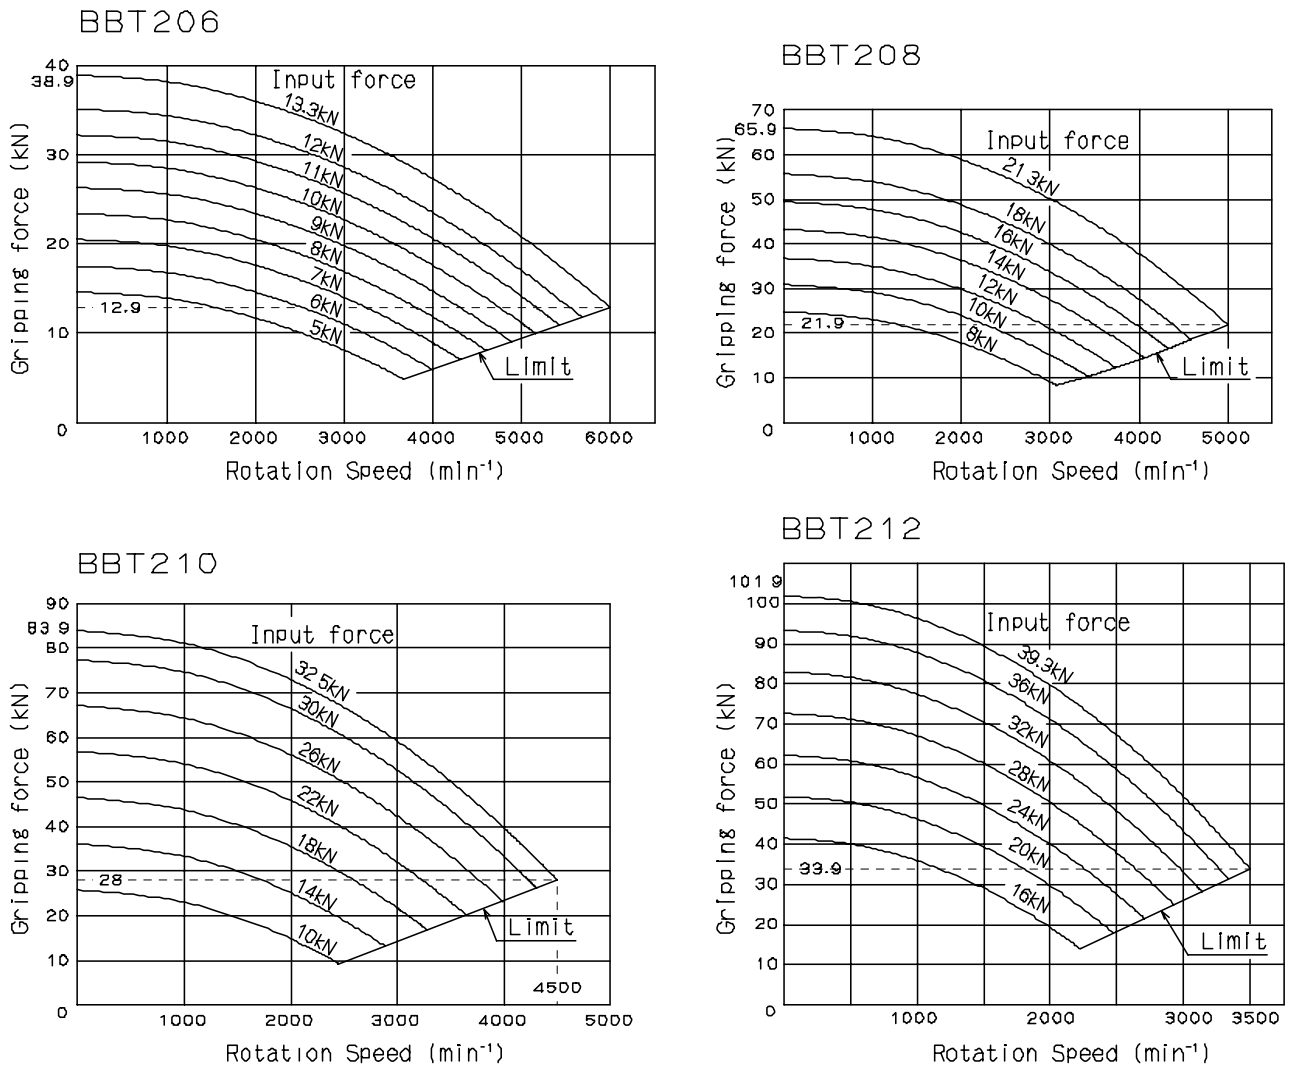 BBT206
40
38.9
30
20
12.9
10
0
Gripping force (kN)
Input force
13.3kN
12kN
11kN
10kN
9kN
8kN
7kN
6kN
5kN
Limit
1000 2000 3000 4000 5000 6000
Rotation Speed (min⁻¹)
BBT208
70
65.9
60
50
40
30
21.9
20
10
0
Gripping force (kN)
Input force
21 3kN
18kN
16kN
14kN
12kN
10kN
8kN
Limit
1000 2000 3000 4000 5000
Rotation Speed (min⁻¹)
BBT210
90
83 9
80
70
60
50
40
30
28
20
10
0
Gripping force (kN)
Input force
32 5kN
30kN
26kN
22kN
18kN
14kN
10kN
Limit
4500
1000 2000 3000 4000 5000
Rotation Speed (min⁻¹)
BBT212
101 9
100
90
80
70
60
50
40
33.9
30
20
10
0
Gripping force (kN)
Input force
39.3kN
36kN
32kN
28kN
24kN
20kN
16kN
Limit
1000 2000 3000 3500
Rotation Speed (min⁻¹)